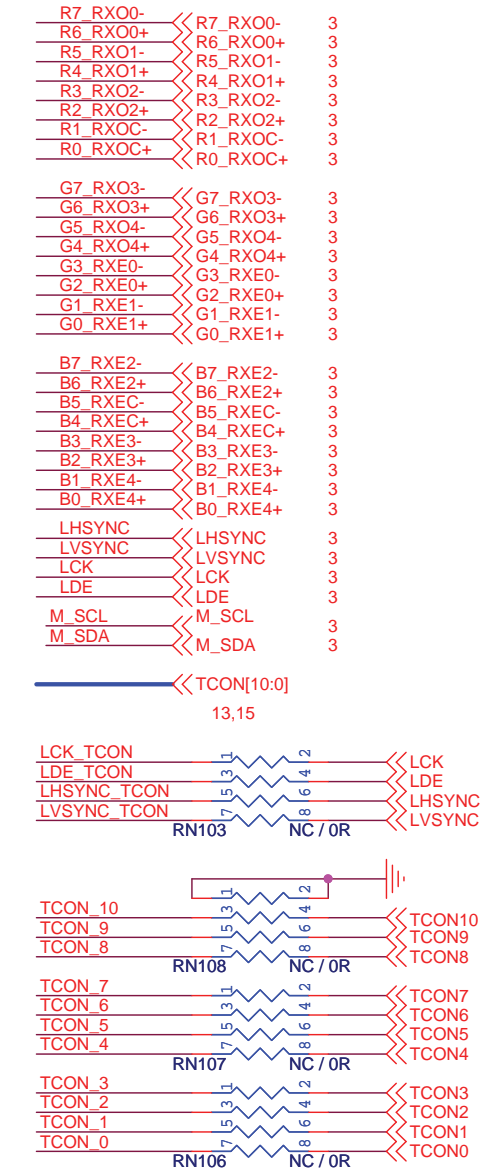 R7_RXO0- R7_RXO0- 3
R6_RXO0+ R6_RXO0+ 3
R5_RXO1- R5_RXO1- 3
R4_RXO1+ R4_RXO1+ 3
R3_RXO2- R3_RXO2- 3
R2_RXO2+ R2_RXO2+ 3
R1_RXOC- R1_RXOC- 3
R0_RXOC+ R0_RXOC+ 3
G7_RXO3- G7_RXO3- 3
G6_RXO3+ G6_RXO3+ 3
G5_RXO4- G5_RXO4- 3
G4_RXO4+ G4_RXO4+ 3
G3_RXE0- G3_RXE0- 3
G2_RXE0+ G2_RXE0+ 3
G1_RXE1- G1_RXE1- 3
G0_RXE1+ G0_RXE1+ 3
B7_RXE2- B7_RXE2- 3
B6_RXE2+ B6_RXE2+ 3
B5_RXEC- B5_RXEC- 3
B4_RXEC+ B4_RXEC+ 3
B3_RXE3- B3_RXE3- 3
B2_RXE3+ B2_RXE3+ 3
B1_RXE4- B1_RXE4- 3
B0_RXE4+ B0_RXE4+ 3
LHSYNC LHSYNC 3
LVSYNC LVSYNC 3
LCK LCK 3
LDE LDE 3
M_SCL M_SCL 3
M_SDA M_SDA 3
TCON[10:0]
13,15
LCK_TCON 1 2 LCK
LDE_TCON 3 4 LDE
LHSYNC_TCON 5 6 LHSYNC
LVSYNC_TCON 7 8 LVSYNC
RN103 NC / 0R
1 2
TCON_10 3 4 TCON10
TCON_9 5 6 TCON9
TCON_8 7 8 TCON8
RN108 NC / 0R
TCON_7 1 2 TCON7
TCON_6 3 4 TCON6
TCON_5 5 6 TCON5
TCON_4 7 8 TCON4
RN107 NC / 0R
TCON_3 1 2 TCON3
TCON_2 3 4 TCON2
TCON_1 5 6 TCON1
TCON_0 7 8 TCON0
RN106 NC / 0R